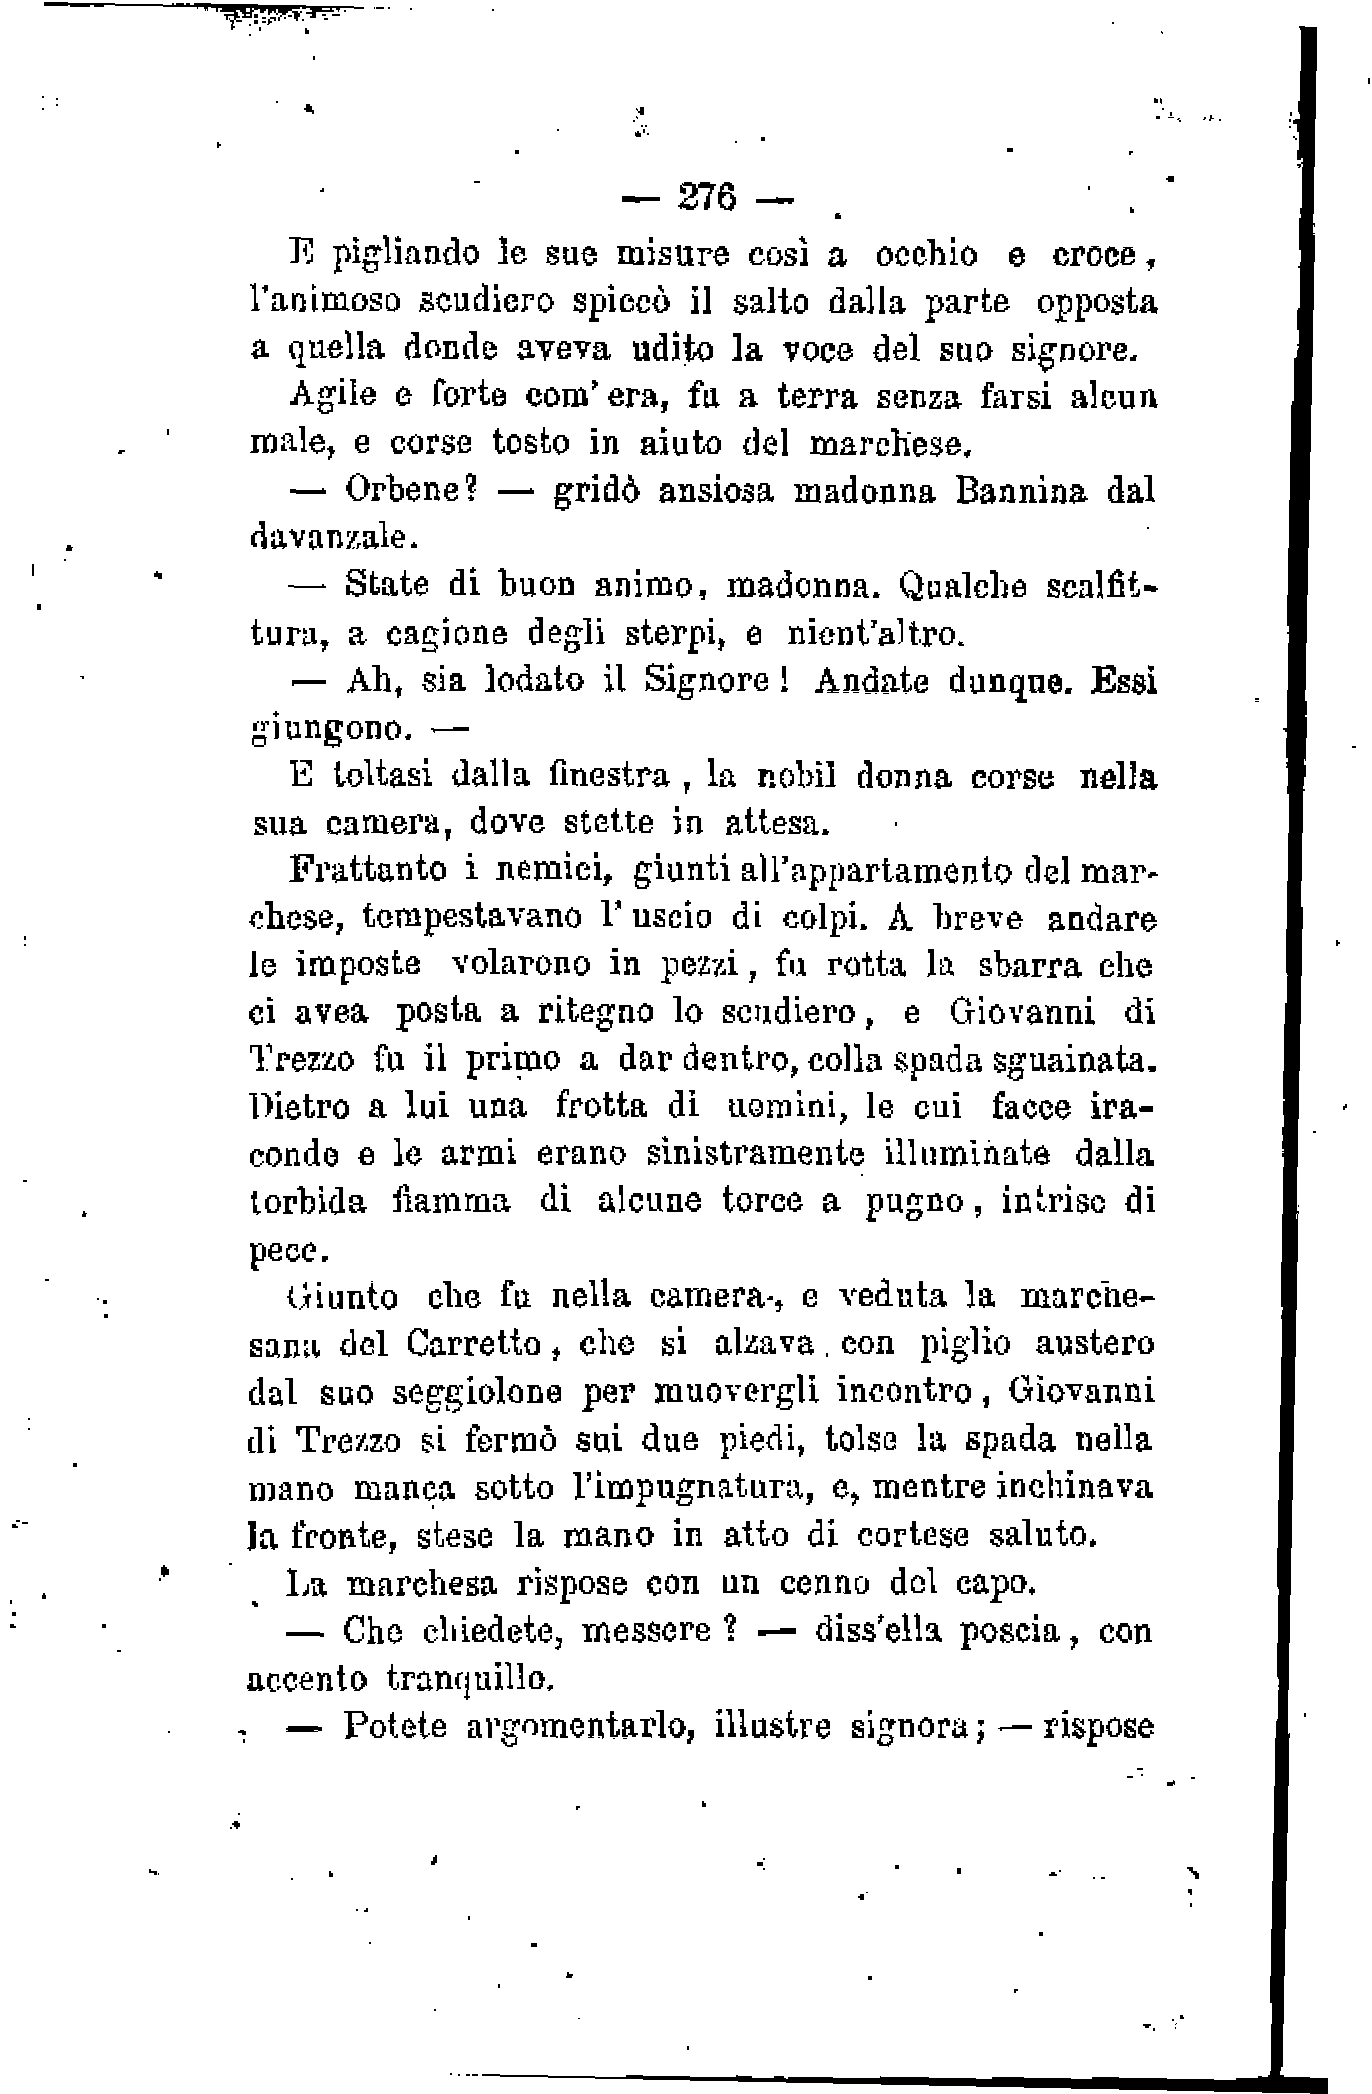 — 276 —
E pigliando le sue misure così a occhio e croce,
l'animoso scudiero spiccò il salto dalla parte opposta
a quella donde aveva udito la voce del suo signore.
Agile e forte com' era, fu a terra senza farsi alcun
male, e corse tosto in aiuto del marchese.
— Orbene? — gridò ansiosa madonna Bannina dal
davanzale.
— State di buon animo, madonna. Qualche scalfit-
tura, a cagione degli sterpi, e nient'altro.
— Ah, sia lodato il Signore! Andate dunque. Essi
giungono. —
E toltasi dalla finestra, la nobil donna corse nella
sua camera, dove stette in attesa.
Frattanto i nemici, giunti all'appartamento del mar-
chese, tempestavano l' uscio di colpi. A breve andare
le imposte volarono in pezzi, fu rotta la sbarra che
ci avea posta a ritegno lo scudiero, e Giovanni di
Trezzo fu il primo a dar dentro, colla spada sguainata.
Dietro a lui una frotta di uomini, le cui facce ira-
conde e le armi erano sinistramente illuminate dalla
torbida fiamma di alcune torce a pugno, intrise di
pece.
Giunto che fu nella camera, e veduta la marche-
sana del Carretto, che si alzava con piglio austero
dal suo seggiolone per muovergli incontro, Giovanni
di Trezzo si fermò sui due piedi, tolse la spada nella
mano manca sotto l'impugnatura, e, mentre inchinava
la fronte, stese la mano in atto di cortese saluto.
La marchesa rispose con un cenno del capo.
— Che chiedete, messere? — diss'ella poscia, con
accento tranquillo.
— Potete argomentarlo, illustre signora; — rispose